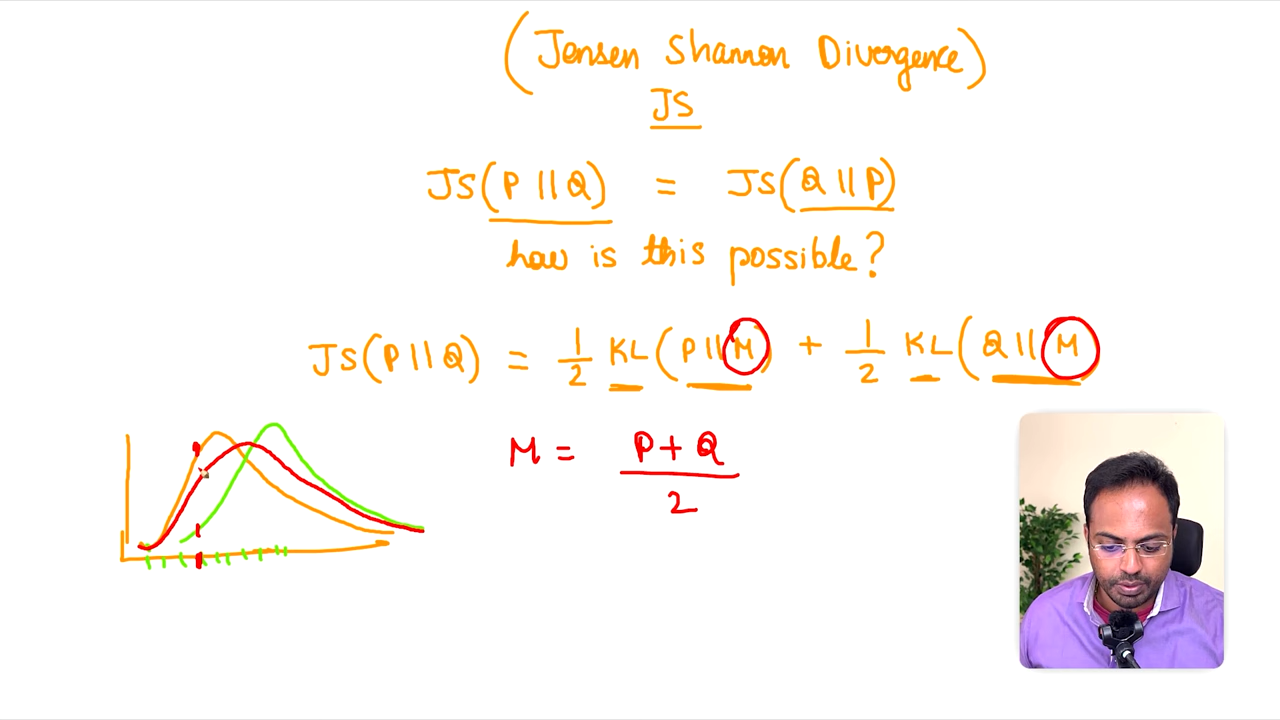 (Jensen Shannon Divergence)
JS
JS(P || Q) = JS(Q || P)
how is this possible?
JS(P || Q) = 1/2 KL(P || M) + 1/2 KL(Q || M)
M = P + Q / 2